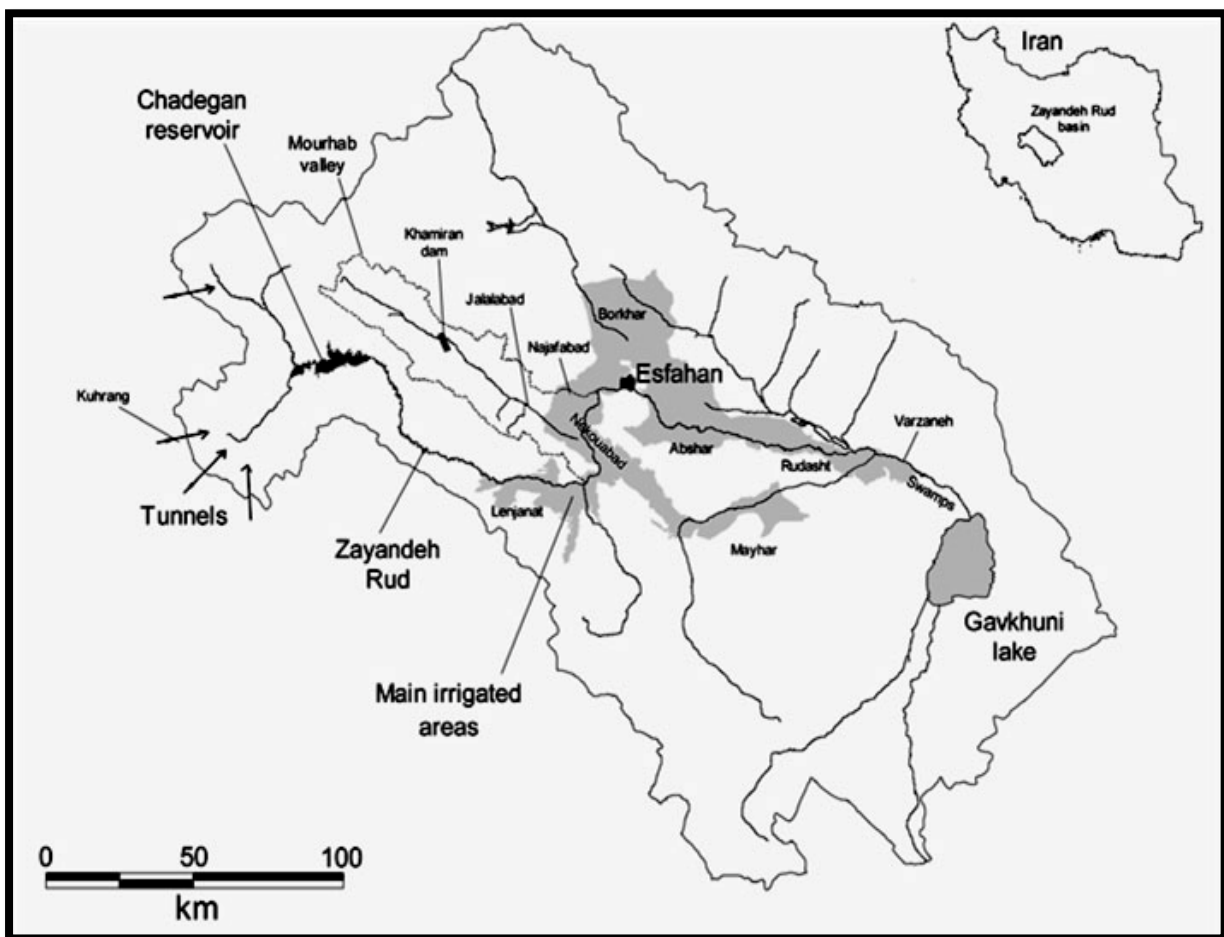 Iran
Zayandeh Rud
basin
Chadegan
reservoir
Mourhab
valley
Khamiran
dam
Jalalabad
Borkhar
Najafabad
Esfahan
Kuhrang
Nekouabad
Abshar
Varzaneh
Rudasht
Swamps
Tunnels
Lenjanat
Mayhar
Zayandeh
Rud
Gavkhuni
lake
Main irrigated
areas
0 50 100
km